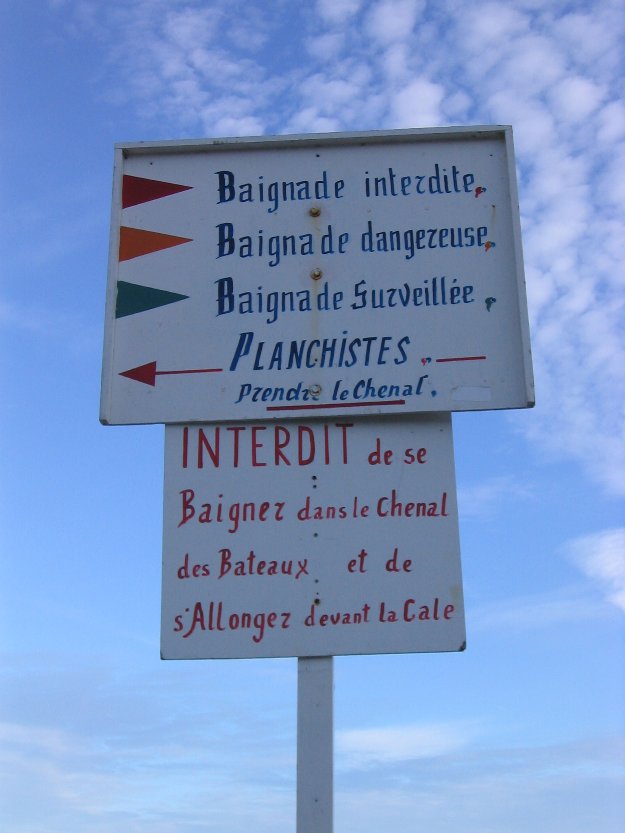 Baignade interdite
Baignade dangereuse
Baignade Surveillée
PLANCHISTES
Prendre le Chenal.
INTERDIT de se
Baigner dans le Chenal
des Bateaux et de
s'Allonger devant la Cale